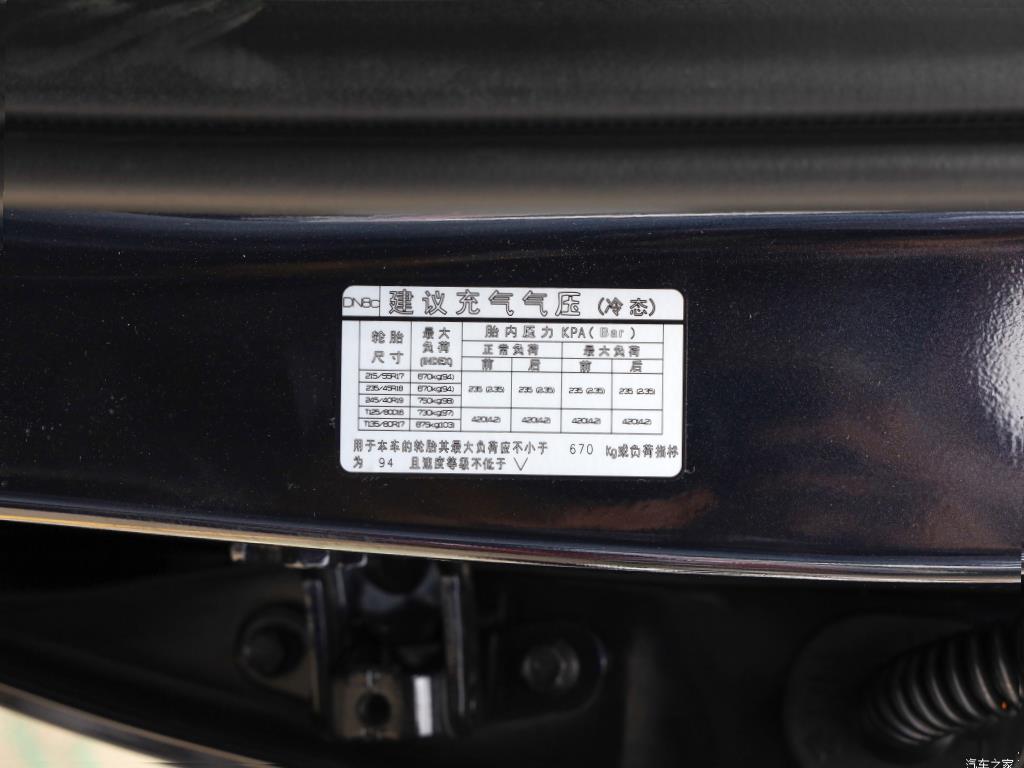 DN8c 建议充气气压 (冷态)
轮胎尺寸 最大负荷(INDEX) 胎内压力 KPA(Bar)
正常负荷 最大负荷
前 后 前 后
215/55R17 670kg(94)
235/45R18 670kg(94) 235 (2.35) 235 (2.35) 235 (2.35) 235 (2.35)
245/40R19 750kg(98)
T125/80D16 730kg(97) 420(4.2) 420(4.2) 420(4.2) 420(4.2)
T135/80R17 875kg(103)
用于本车的轮胎其最大负荷应不小于 670 kg或负荷指标
为 94 且速度等级不低于 V
汽车之家